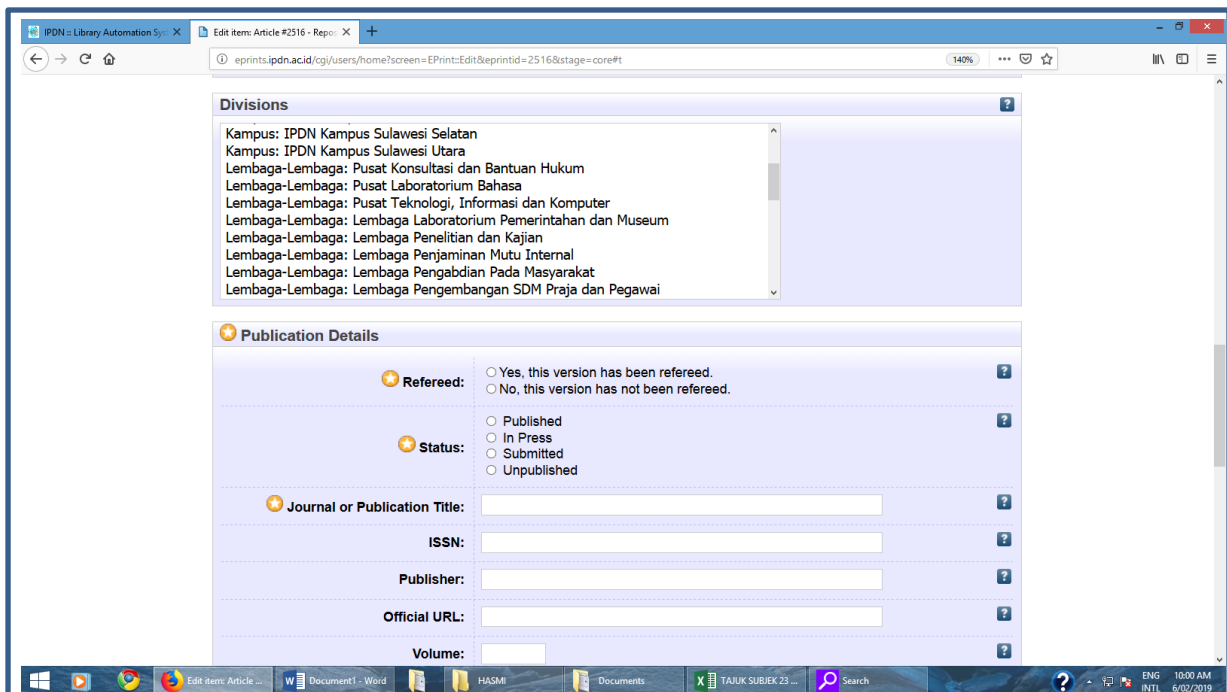 IPDN :: Library Automation Sys
Edit item: Article #2516 - Repos
eprints.ipdn.ac.id/cgi/users/home?screen=EPrint::Edit&eprintid=2516&stage=core#t
140%
Divisions
Kampus: IPDN Kampus Sulawesi Selatan
Kampus: IPDN Kampus Sulawesi Utara
Lembaga-Lembaga: Pusat Konsultasi dan Bantuan Hukum
Lembaga-Lembaga: Pusat Laboratorium Bahasa
Lembaga-Lembaga: Pusat Teknologi, Informasi dan Komputer
Lembaga-Lembaga: Lembaga Laboratorium Pemerintahan dan Museum
Lembaga-Lembaga: Lembaga Penelitian dan Kajian
Lembaga-Lembaga: Lembaga Penjaminan Mutu Internal
Lembaga-Lembaga: Lembaga Pengabdian Pada Masyarakat
Lembaga-Lembaga: Lembaga Pengembangan SDM Praja dan Pegawai
Publication Details
Refereed:
Yes, this version has been refereed.
No, this version has not been refereed.
Status:
Published
In Press
Submitted
Unpublished
Journal or Publication Title:
ISSN:
Publisher:
Official URL:
Volume:
Edit item: Article ...
Document1 - Word
HASMI
Documents
TAJUK SUBJEK 23 ...
Search
ENG 10:00 AM
INTL 6/02/2019